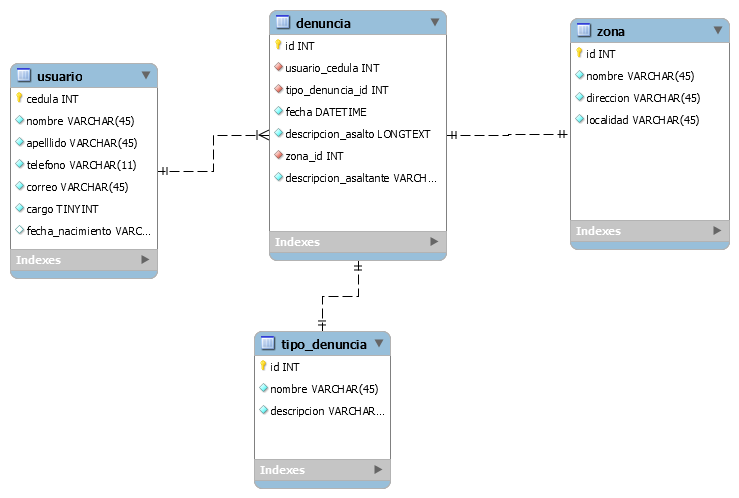 usuario
cedula INT
nombre VARCHAR(45)
apelllido VARCHAR(45)
telefono VARCHAR(11)
correo VARCHAR(45)
cargo TINYINT
fecha_nacimiento VARC...
Indexes
denuncia
id INT
usuario_cedula INT
tipo_denuncia_id INT
fecha DATETIME
descripcion_asalto LONGTEXT
zona_id INT
descripcion_asaltante VARCH...
Indexes
zona
id INT
nombre VARCHAR(45)
direccion VARCHAR(45)
localidad VARCHAR(45)
Indexes
tipo_denuncia
id INT
nombre VARCHAR(45)
descripcion VARCHAR...
Indexes